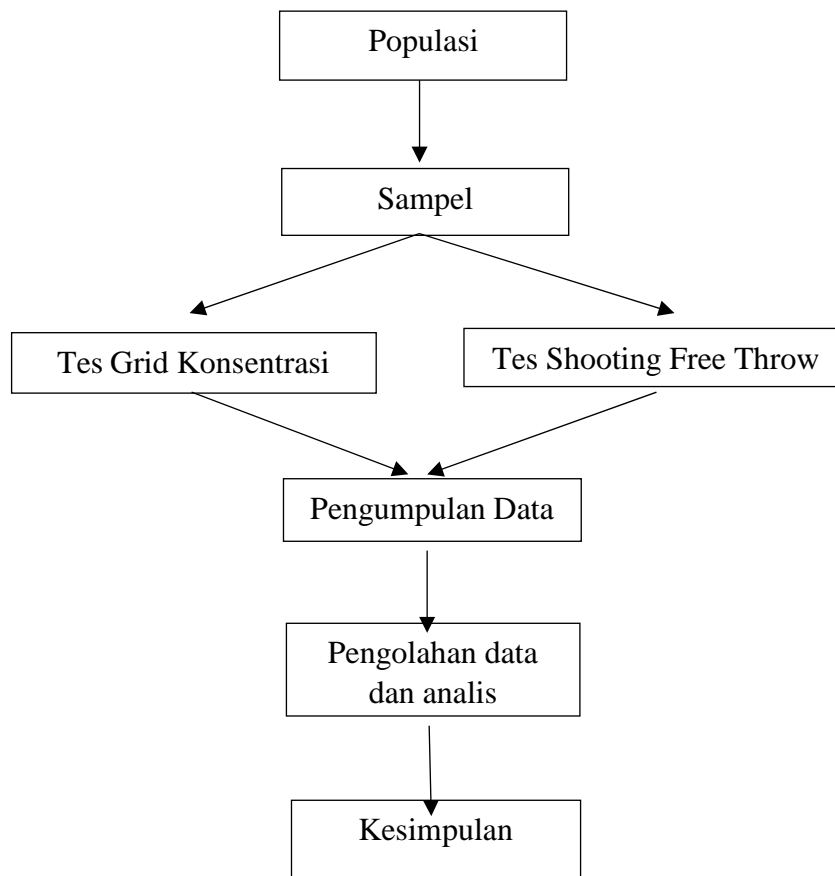 Populasi
Sampel
Tes Grid Konsentrasi
Tes Shooting Free Throw
Pengumpulan Data
Pengolahan data
dan analis
Kesimpulan